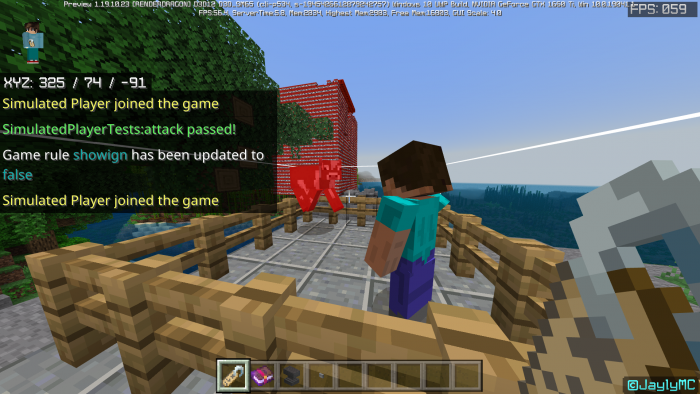 FPS: 059
XYZ: 325 / 74 / -91
Simulated Player joined the game
SimulatedPlayerTests:attack passed!
Game rule showign has been updated to
false
Simulated Player joined the game
©JaylyMC